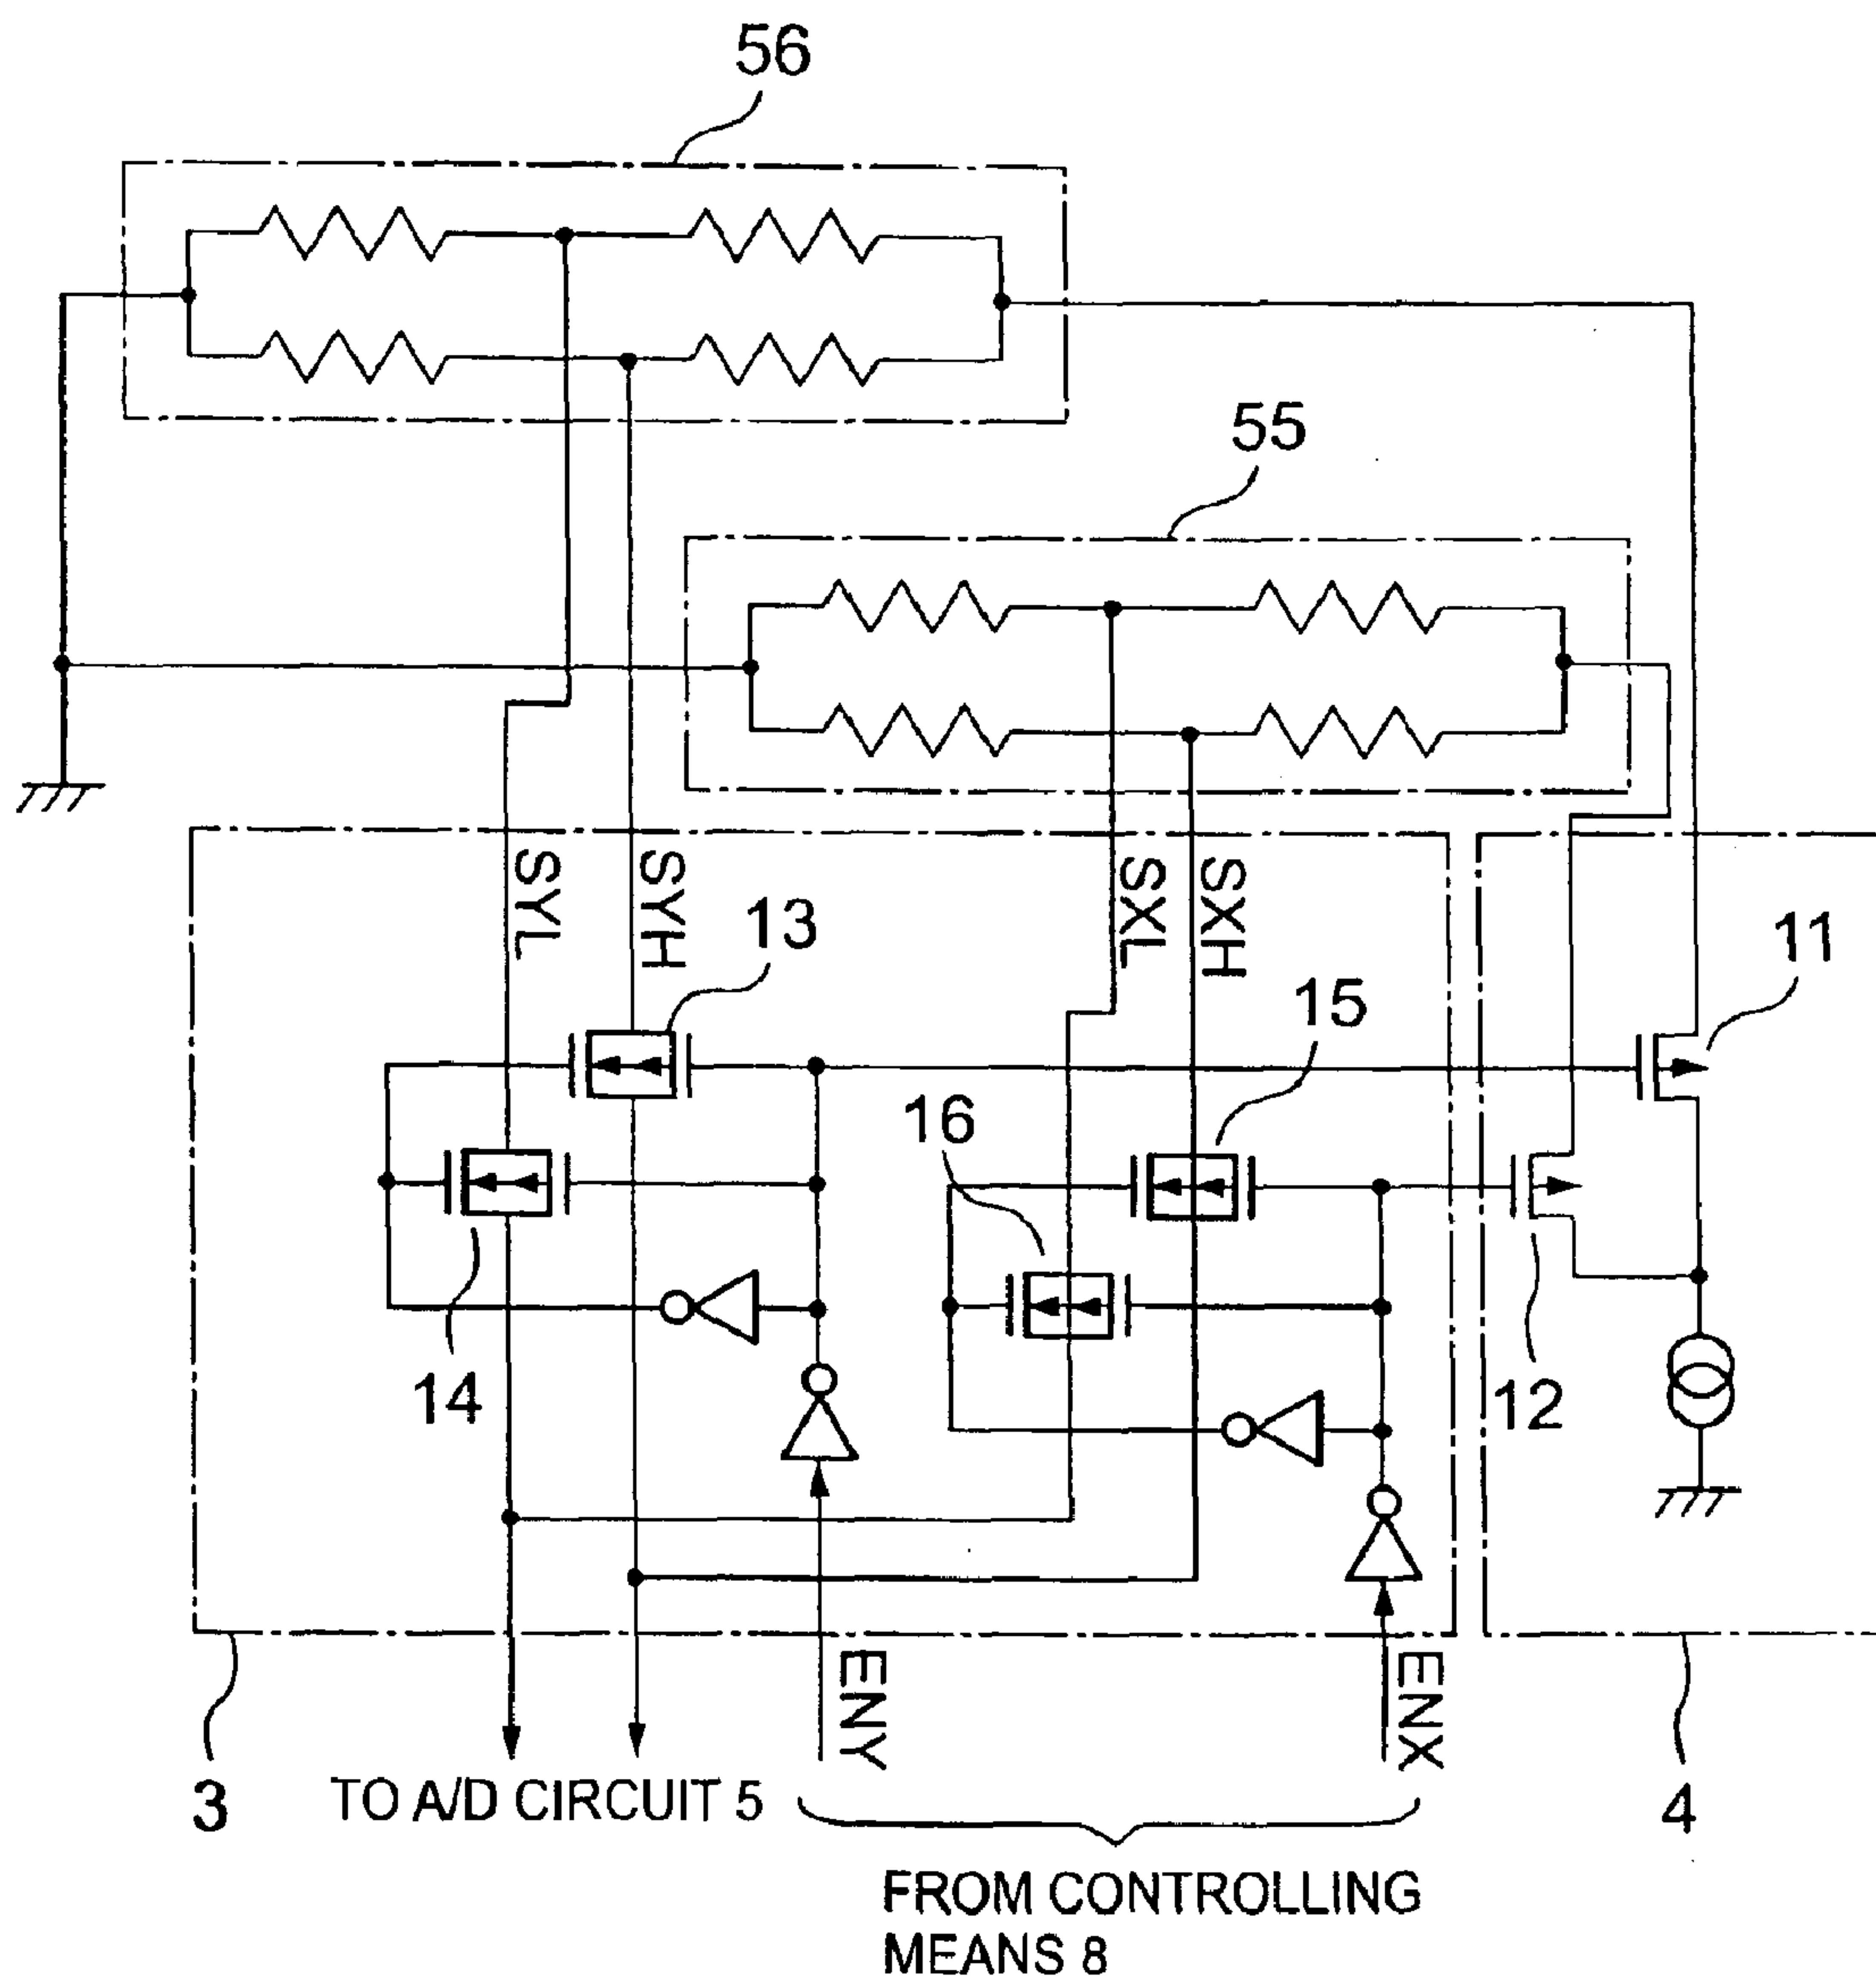 56
55
SYL
SYH
SXL
SXH
13
11
15
16
14
12
ENY
ENX
3
TO A/D CIRCUIT 5
4
FROM CONTROLLING
MEANS 8